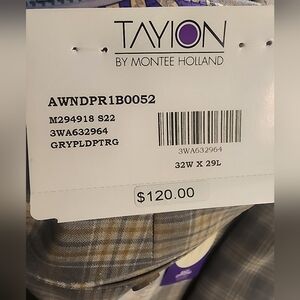 TAYION
BY MONTEE HOLLAND
AWNDPR1B0052
M294918 S22
3WA632964
GRYPLDPTRG
3WA632964
32W X 29L
$120.00